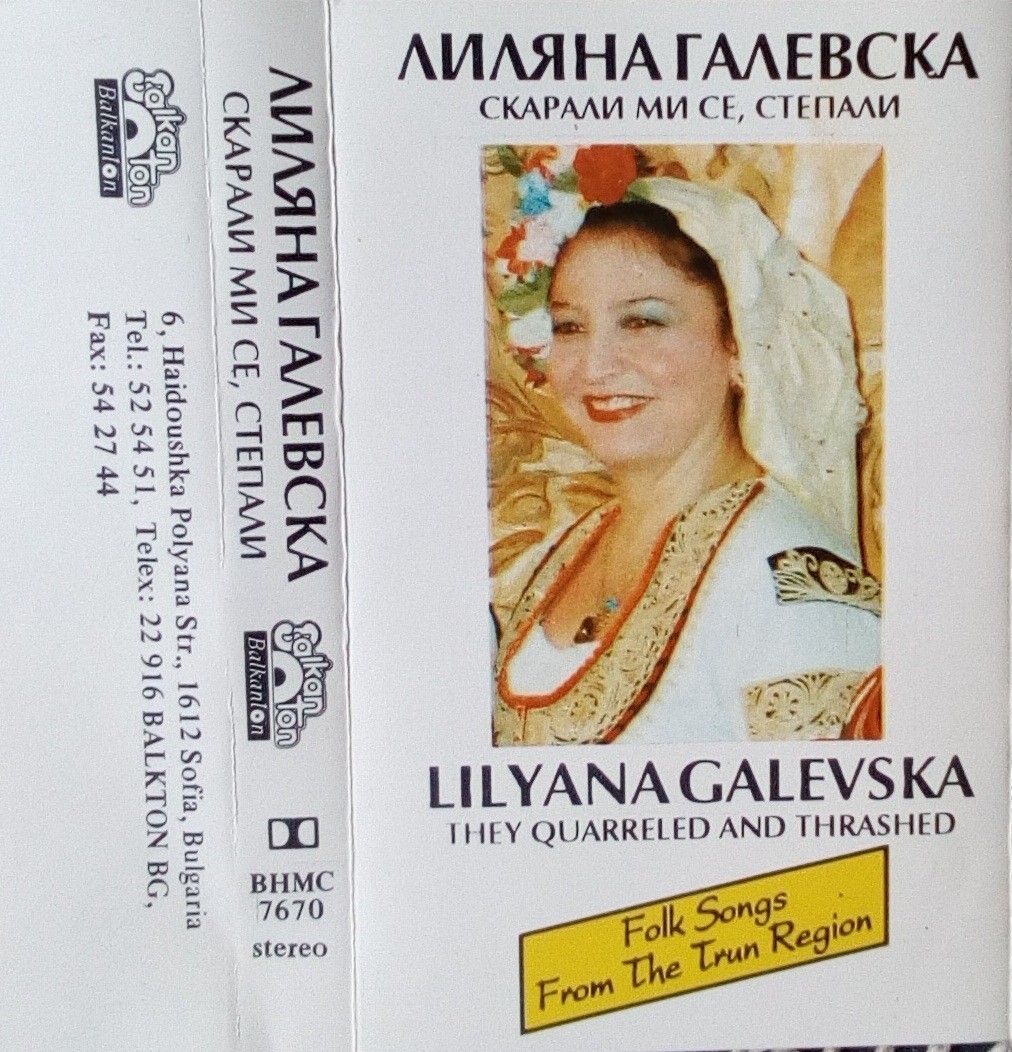 Balkanton
Balkanton
6, Haidoushka Polyana Str., 1612 Sofia, Bulgaria
Tel.: 52 54 51, Telex: 22 916 BALKTON BG,
Fax: 54 27 44
ЛИЛЯНА ГАЛЕВСКА
СКАРАЛИ МИ СЕ, СТЕПАЛИ
Balkanton
Balkanton
BHMC
7670
stereo
ЛИЛЯНА ГАЛЕВСКА
СКАРАЛИ МИ СЕ, СТЕПАЛИ
LILYANA GALEVSKA
THEY QUARRELED AND THRASHED
Folk Songs
From The Trun Region